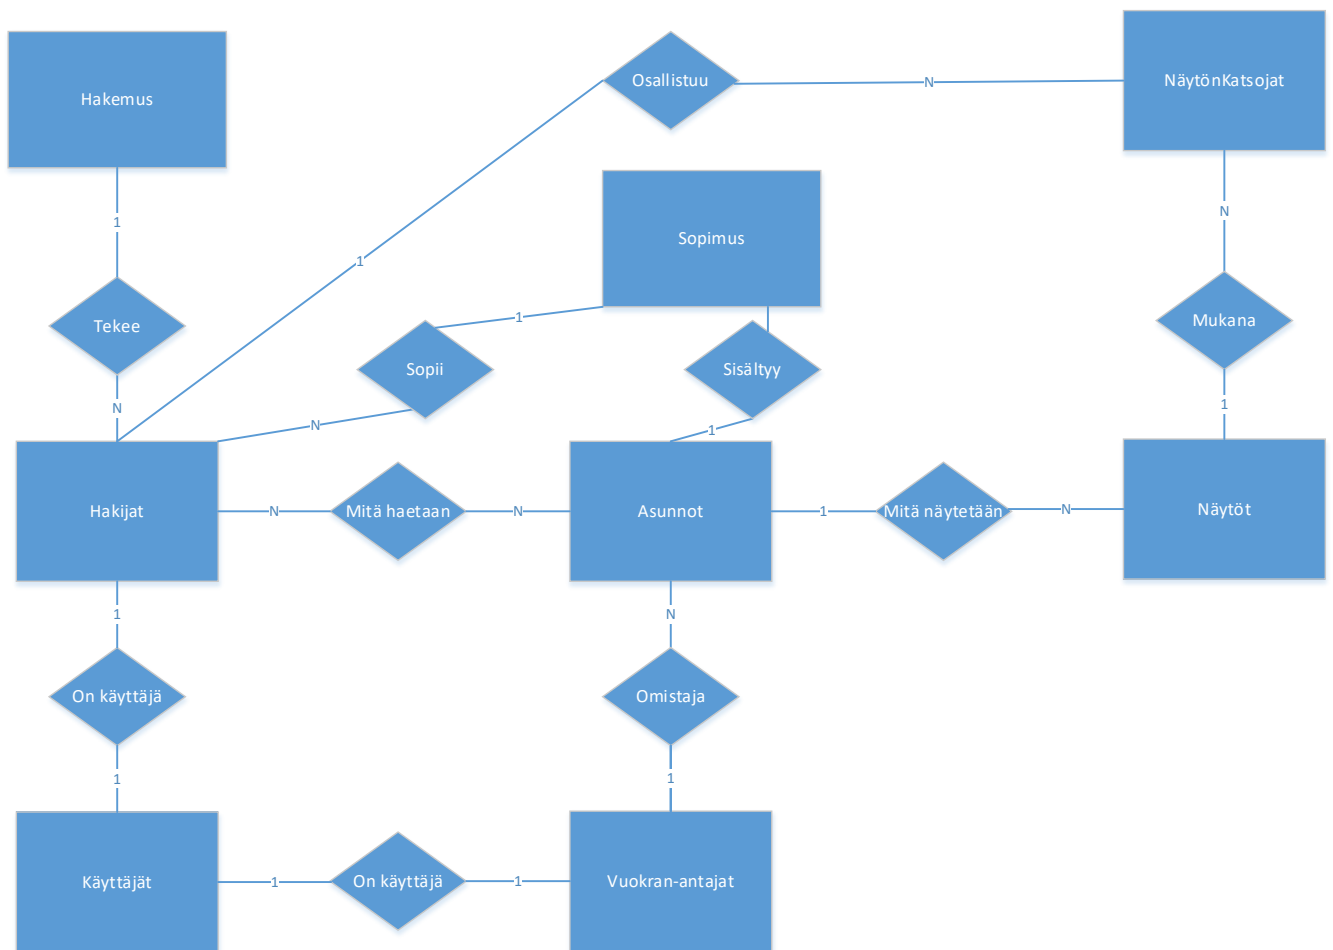 Hakemus
Osallistuu
N
NäytönKatsojat
1
Sopimus
N
1
1
Tekee
Sopii
Sisältyy
Mukana
N
N
1
1
Hakijat
N
Mitä haetaan
N
Asunnot
1
Mitä näytetään
N
Näytöt
1
N
On käyttäjä
Omistaja
1
1
Käyttäjät
1
On käyttäjä
1
Vuokran-antajat